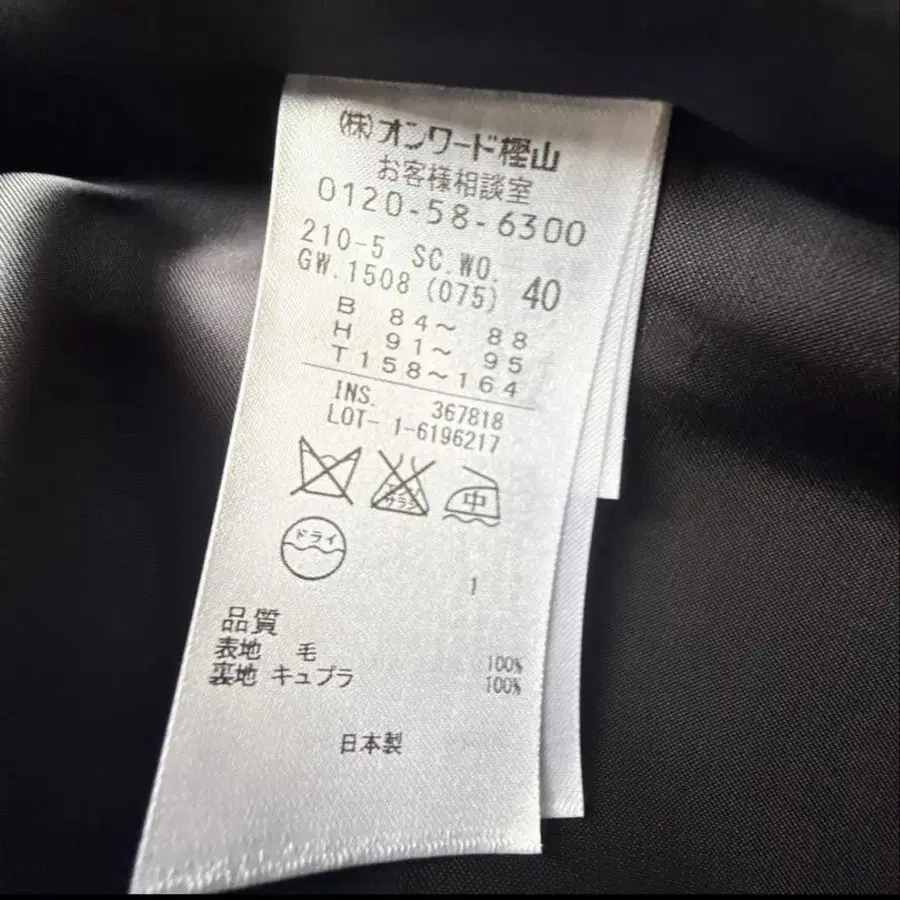 (株)オンワード樫山
お客様相談室
0120-58-6300
210-5 SC.WO.
GW.1508 (075) 40
B 84～ 88
H 91～ 95
T158～164
INS. 367818
LOT- 1-6196217
サラシ
中
ドライ
1
品質
表地 毛 100%
裏地 キュプラ 100%
日本製